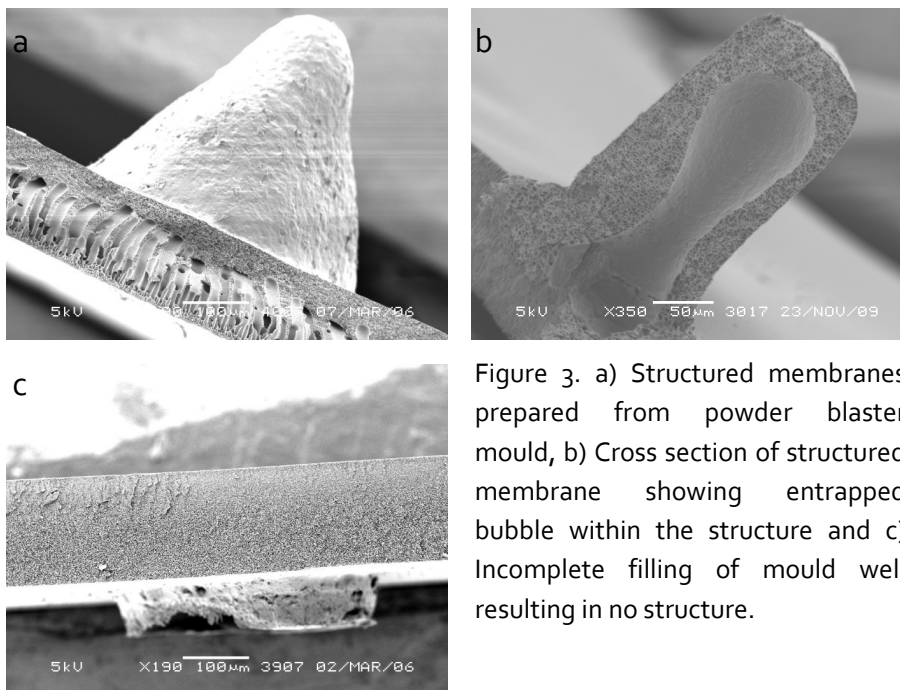 a
5kV 100µm 07/MAR/06
b
5kV X350 50µm 3017 23/NOV/09
c
5kV X190 100µm 3907 02/MAR/06
Figure 3. a) Structured membranes
prepared from powder blaster
mould, b) Cross section of structured
membrane showing entrapped
bubble within the structure and c)
Incomplete filling of mould wel
resulting in no structure.